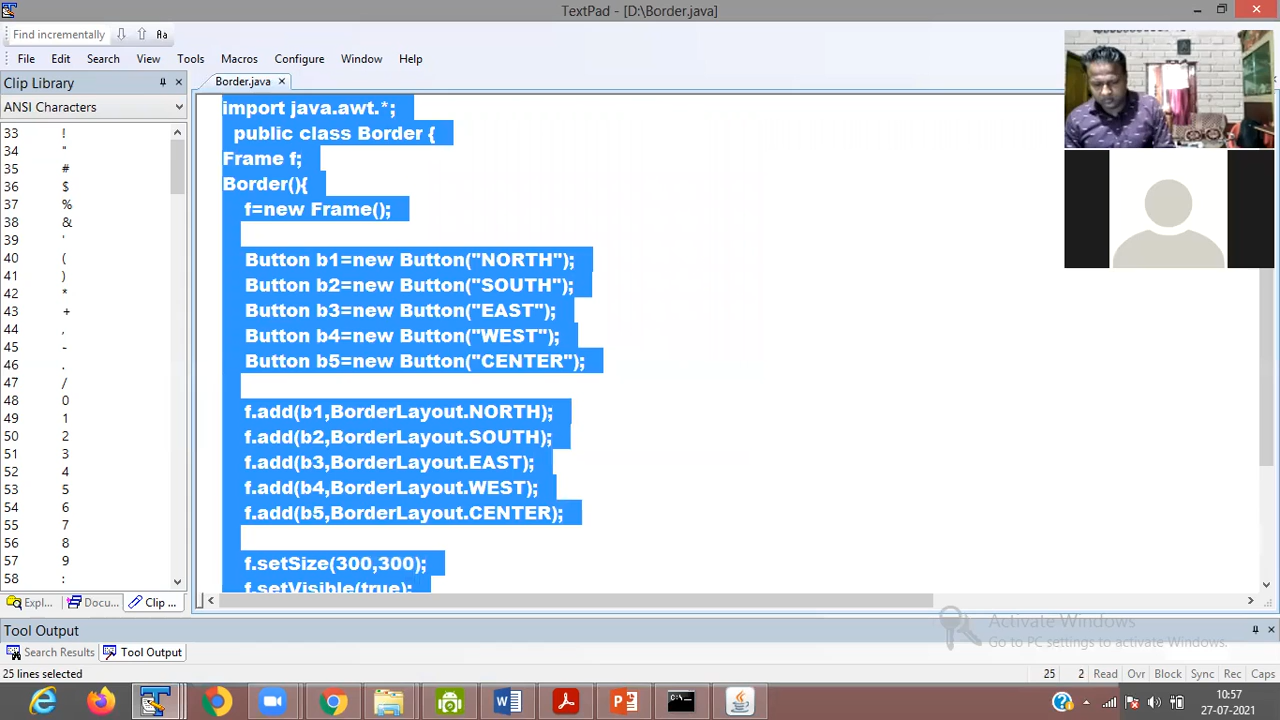 TextPad - [D:\Border.java]
Find incrementally
Aa
File Edit Search View Tools Macros Configure Window Help
Clip Library
Border.java
ANSI Characters
33 !
34 "
35 #
36 $
37 %
38 &
39 '
40 (
41 )
42 *
43 +
44 ,
45 -
46 .
47 /
48 0
49 1
50 2
51 3
52 4
53 5
54 6
55 7
56 8
57 9
58 :
import java.awt.*;
public class Border {
Frame f;
Border(){
f=new Frame();
Button b1=new Button("NORTH");
Button b2=new Button("SOUTH");
Button b3=new Button("EAST");
Button b4=new Button("WEST");
Button b5=new Button("CENTER");
f.add(b1,BorderLayout.NORTH);
f.add(b2,BorderLayout.SOUTH);
f.add(b3,BorderLayout.EAST);
f.add(b4,BorderLayout.WEST);
f.add(b5,BorderLayout.CENTER);
f.setSize(300,300);
f.setVisible(true);
Expl... Docu... Clip ...
Tool Output
Activate Windows
Go to PC settings to activate Windows.
Search Results Tool Output
25 lines selected
25 2 Read Ovr Block Sync Rec Caps
10:57
27-07-2021